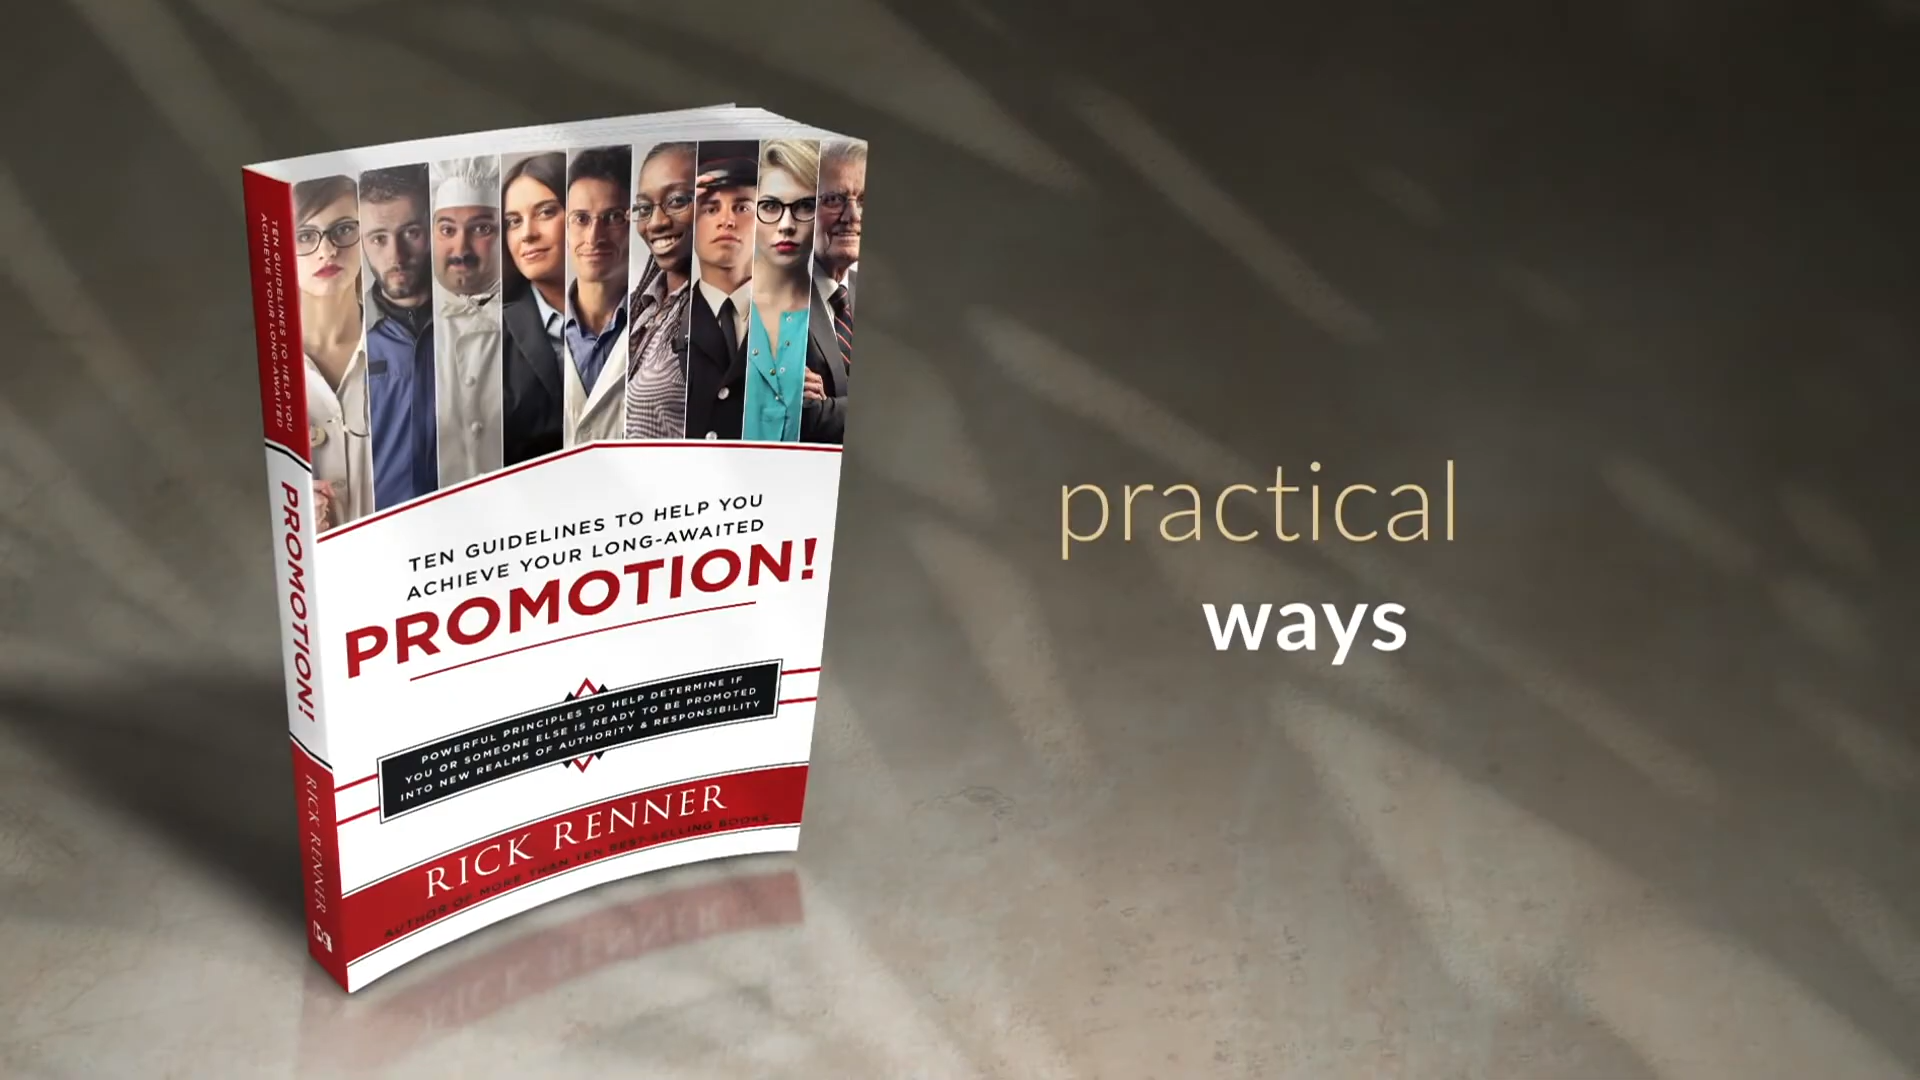 TEN GUIDELINES TO HELP YOU
ACHIEVE YOUR LONG-AWAITED
PROMOTION!
RICK RENNER
TEN GUIDELINES TO HELP YOU
ACHIEVE YOUR LONG-AWAITED
PROMOTION!
POWERFUL PRINCIPLES TO HELP DETERMINE IF
YOU OR SOMEONE ELSE IS READY TO BE PROMOTED
INTO NEW REALMS OF AUTHORITY & RESPONSIBILITY
RICK RENNER
AUTHOR OF MORE THAN TEN BEST-SELLING BOOKS
practical
ways